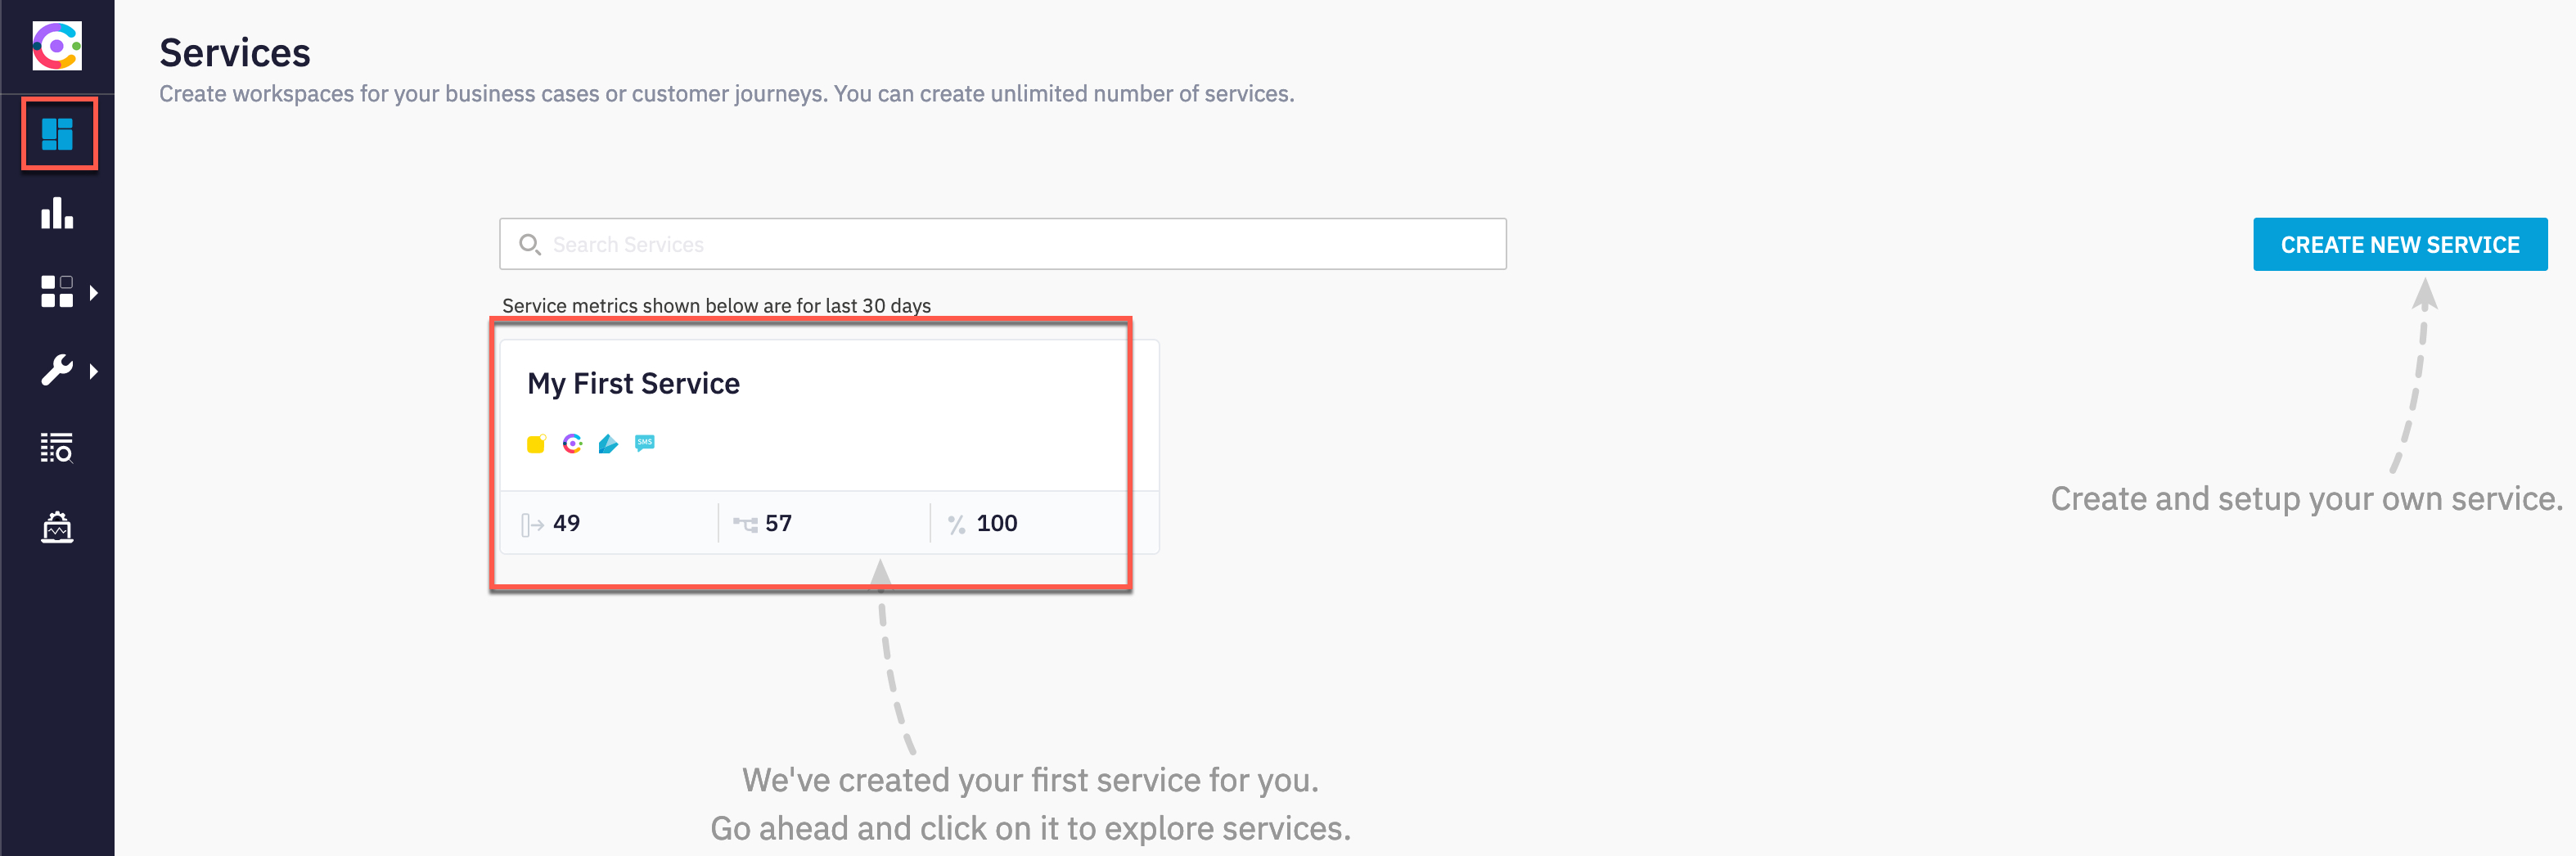 Services
Create workspaces for your business cases or customer journeys. You can create unlimited number of services.
Search Services
CREATE NEW SERVICE
Service metrics shown below are for last 30 days
My First Service
SMS
49
57
100
Create and setup your own service.
We've created your first service for you.
Go ahead and click on it to explore services.